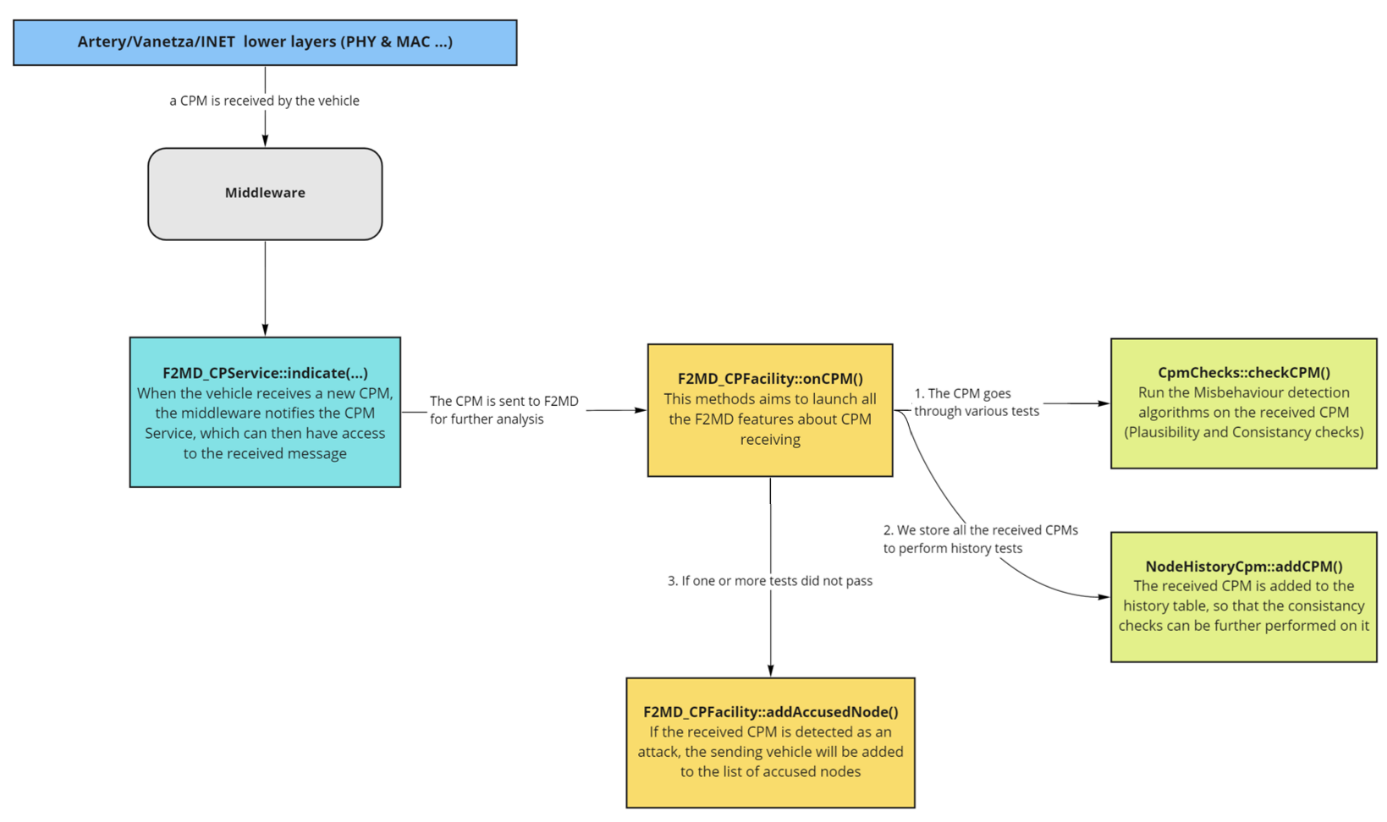 Artery/Vanetza/INET lower layers (PHY & MAC ...)
a CPM is received by the vehicle
Middleware
F2MD_CPService::indicate(...)
When the vehicle receives a new CPM,
the middleware notifies the CPM
Service, which can then have access
to the received message
The CPM is sent to F2MD
for further analysis
F2MD_CPFacility::onCPM()
This methods aims to launch all
the F2MD features about CPM
receiving
1. The CPM goes
through various tests
CpmChecks::checkCPM()
Run the Misbehaviour detection
algorithms on the received CPM
(Plausibility and Consistancy checks)
2. We store all the received CPMs
to perform history tests
NodeHistoryCpm::addCPM()
The received CPM is added to the
history table, so that the consistancy
checks can be further performed on it
3. If one or more tests did not pass
F2MD_CPFacility::addAccusedNode()
If the received CPM is detected as an
attack, the sending vehicle will be added
to the list of accused nodes